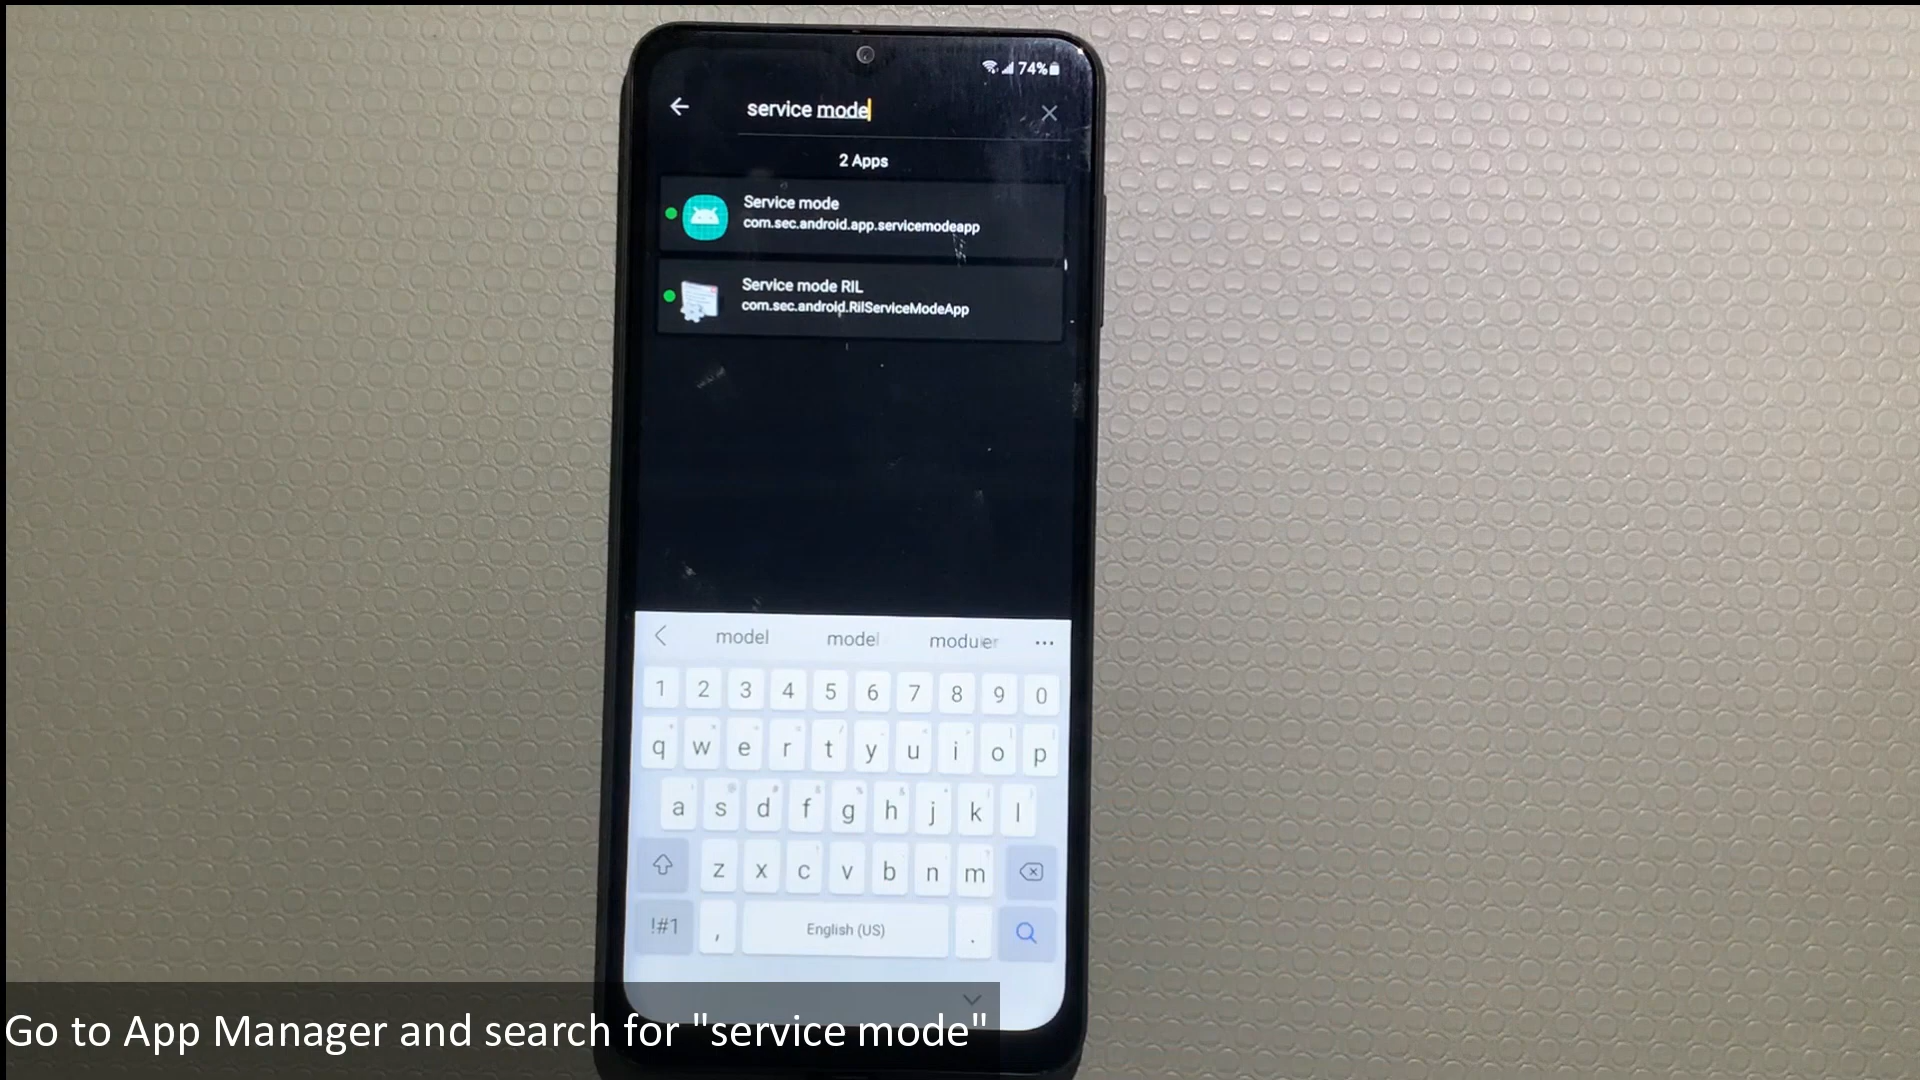 74%
service mode
2 Apps
Service mode
com.sec.android.app.servicemodeapp
Service mode RIL
com.sec.android.RilServiceModeApp
model model
1 2 3 4 5 6 7 8 9 0
q w e r t y u i o p
a s d f g h j k l
z x c v b n m
!#1 , English (US) .
Go to App Manager and search for "service mode"